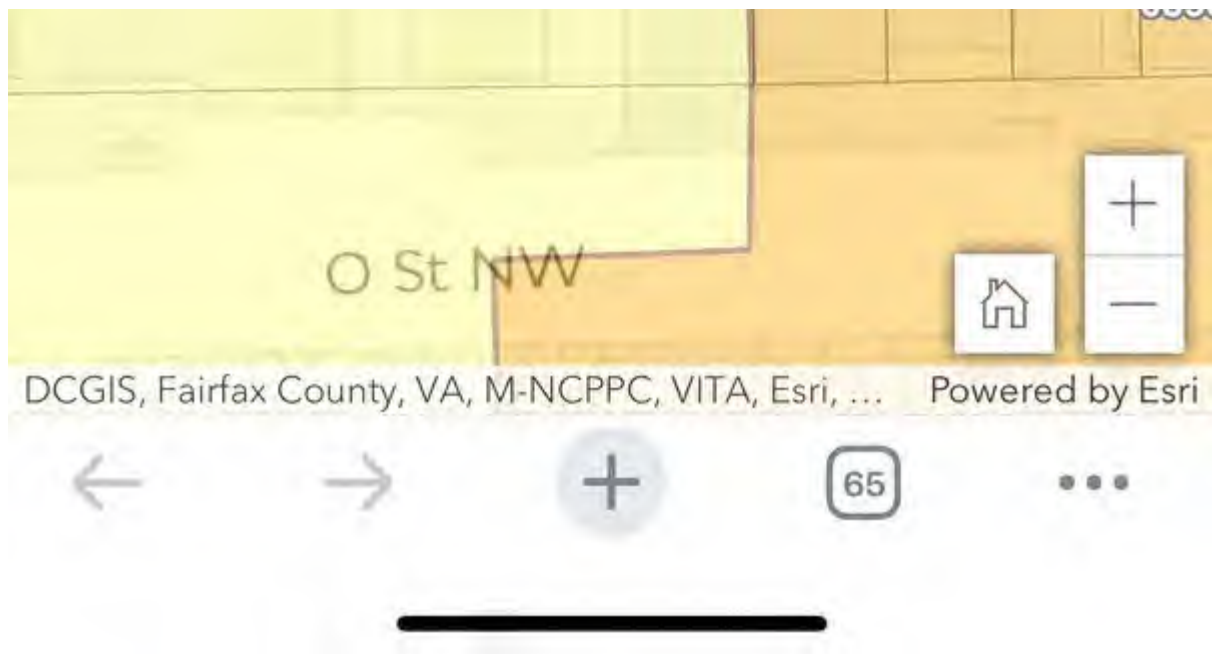 O St NW
DCGIS, Fairfax County, VA, M-NCPPC, VITA, Esri, ...
Powered by Esri
65